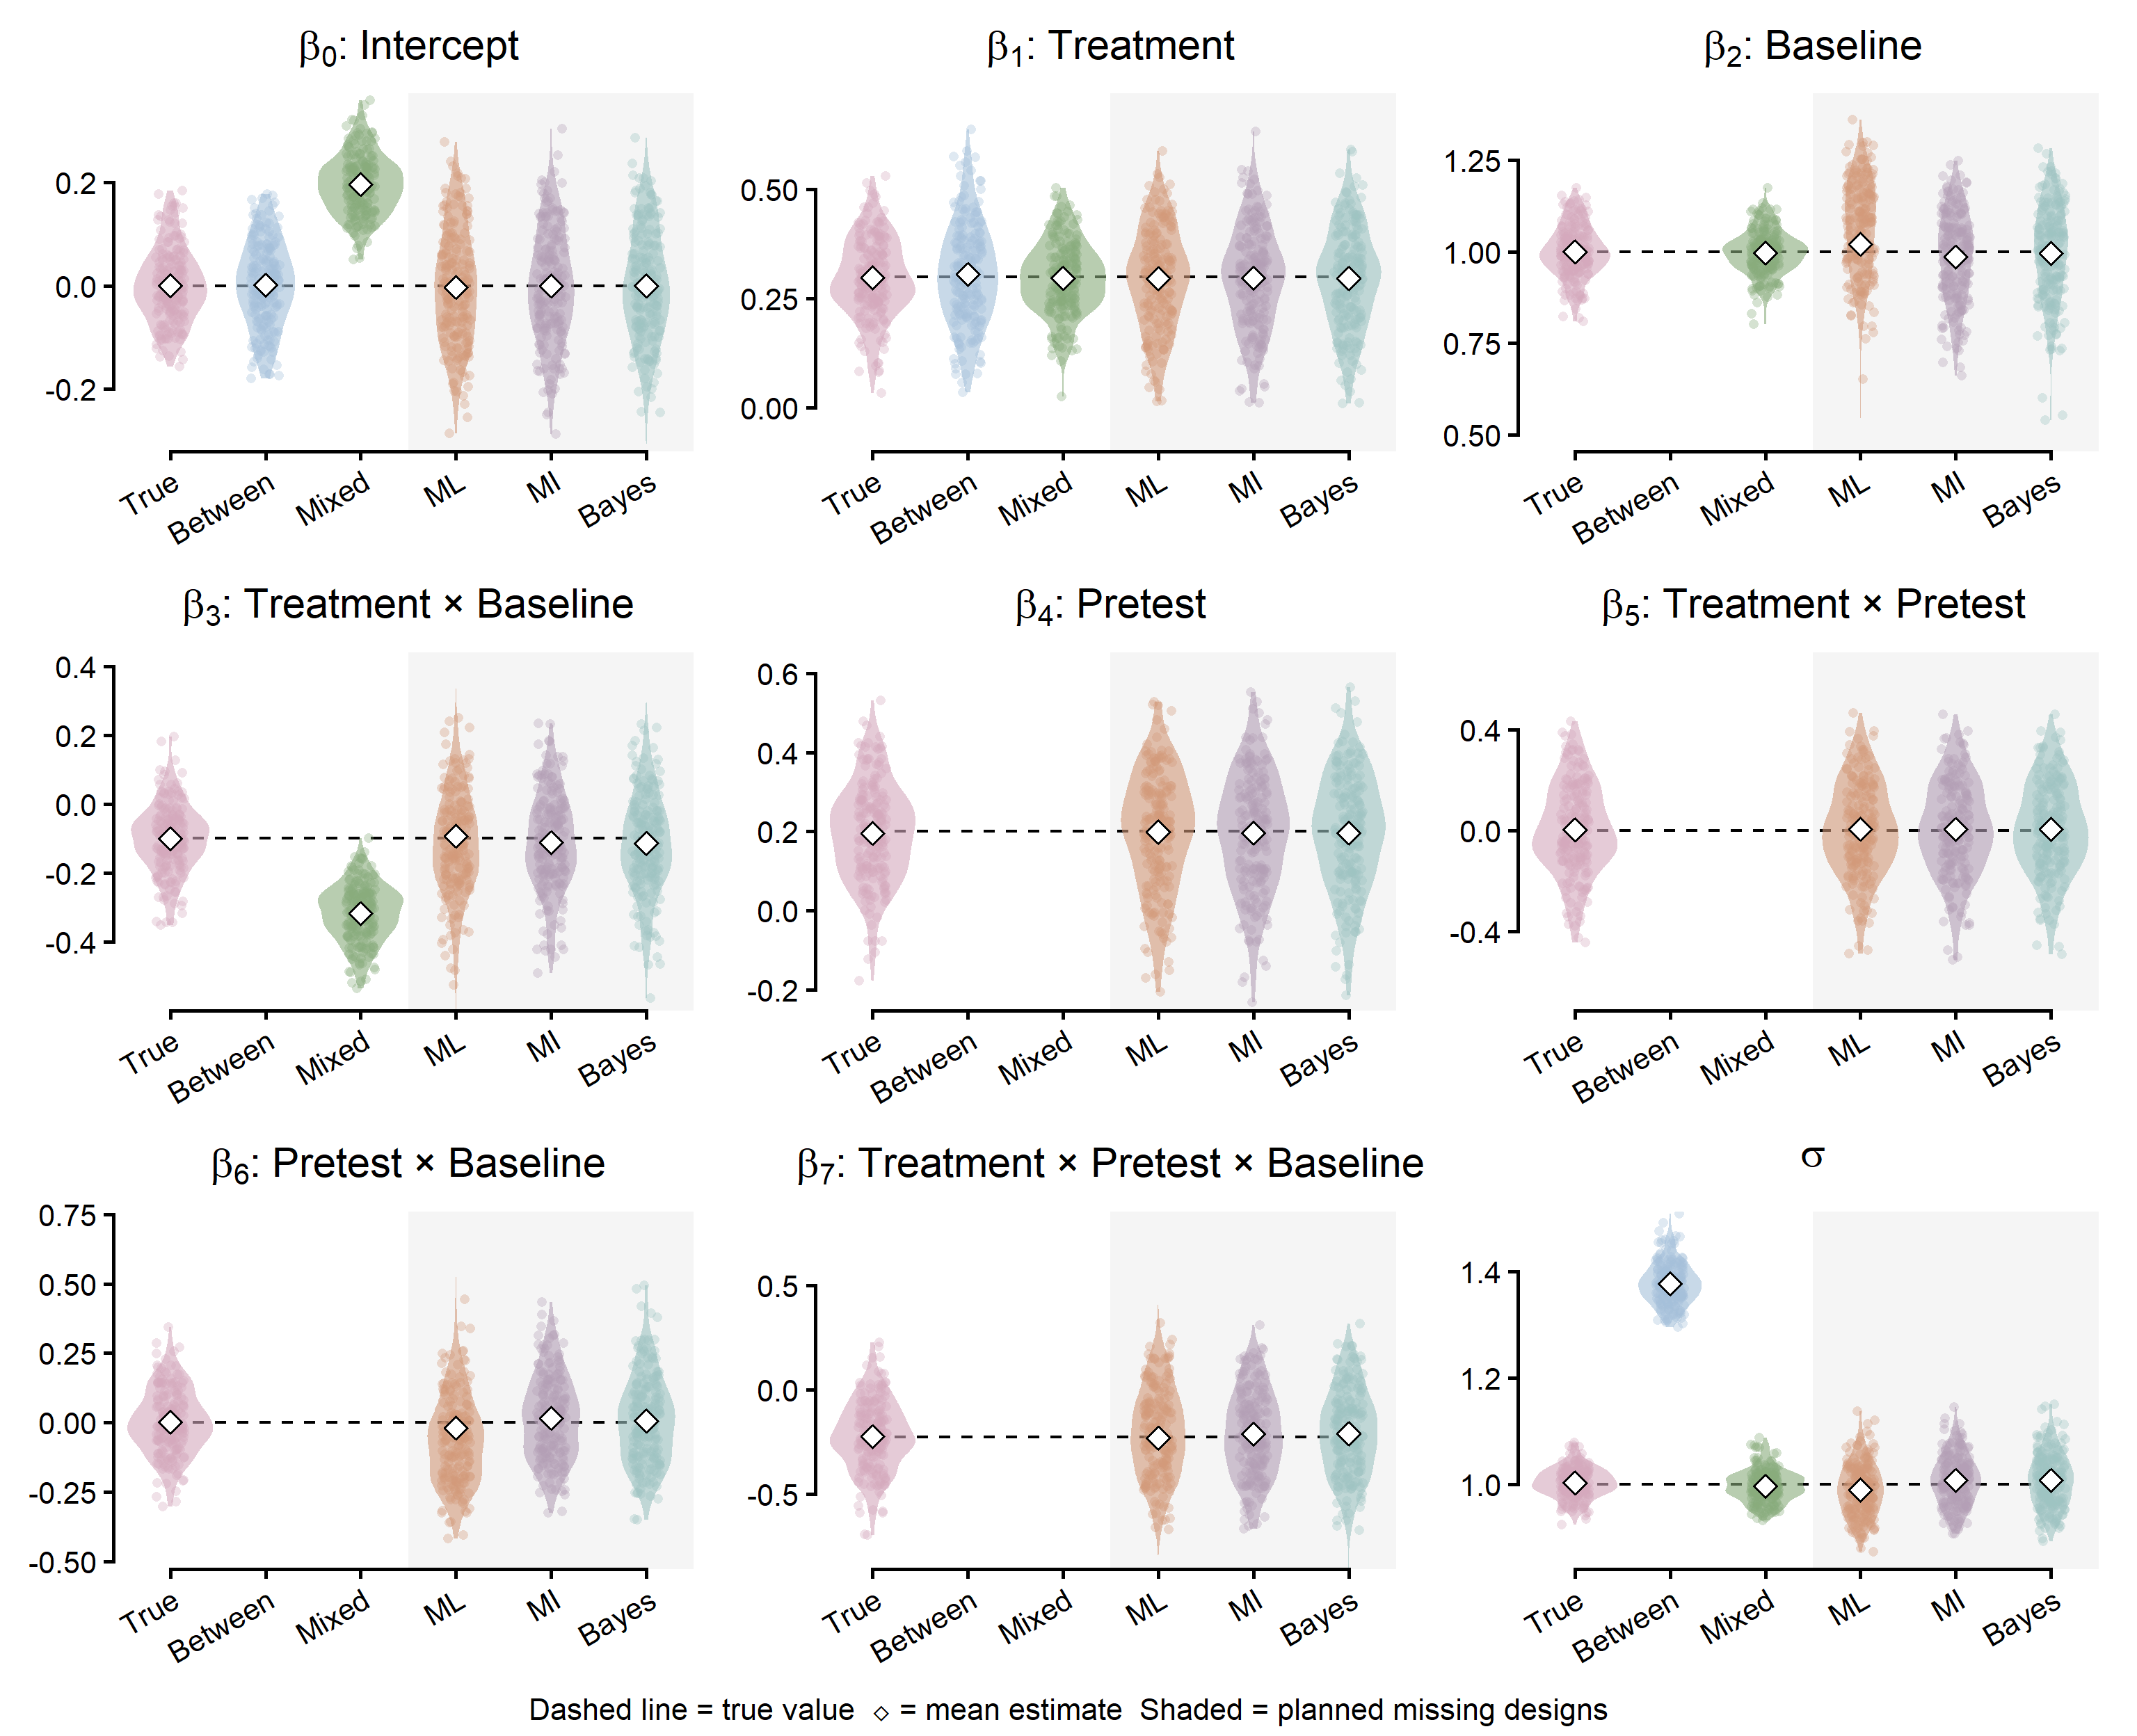 β0: Intercept
0.2
0.0
-0.2
True Between Mixed ML MI Bayes
β1: Treatment
0.50
0.25
0.00
True Between Mixed ML MI Bayes
β2: Baseline
1.25
1.00
0.75
0.50
True Between Mixed ML MI Bayes
β3: Treatment × Baseline
0.4
0.2
0.0
-0.2
-0.4
True Between Mixed ML MI Bayes
β4: Pretest
0.6
0.4
0.2
0.0
-0.2
True Between Mixed ML MI Bayes
β5: Treatment × Pretest
0.4
0.0
-0.4
True Between Mixed ML MI Bayes
β6: Pretest × Baseline
0.75
0.50
0.25
0.00
-0.25
-0.50
True Between Mixed ML MI Bayes
β7: Treatment × Pretest × Baseline
0.5
0.0
-0.5
True Between Mixed ML MI Bayes
σ
1.4
1.2
1.0
True Between Mixed ML MI Bayes
Dashed line = true value ◇ = mean estimate Shaded = planned missing designs